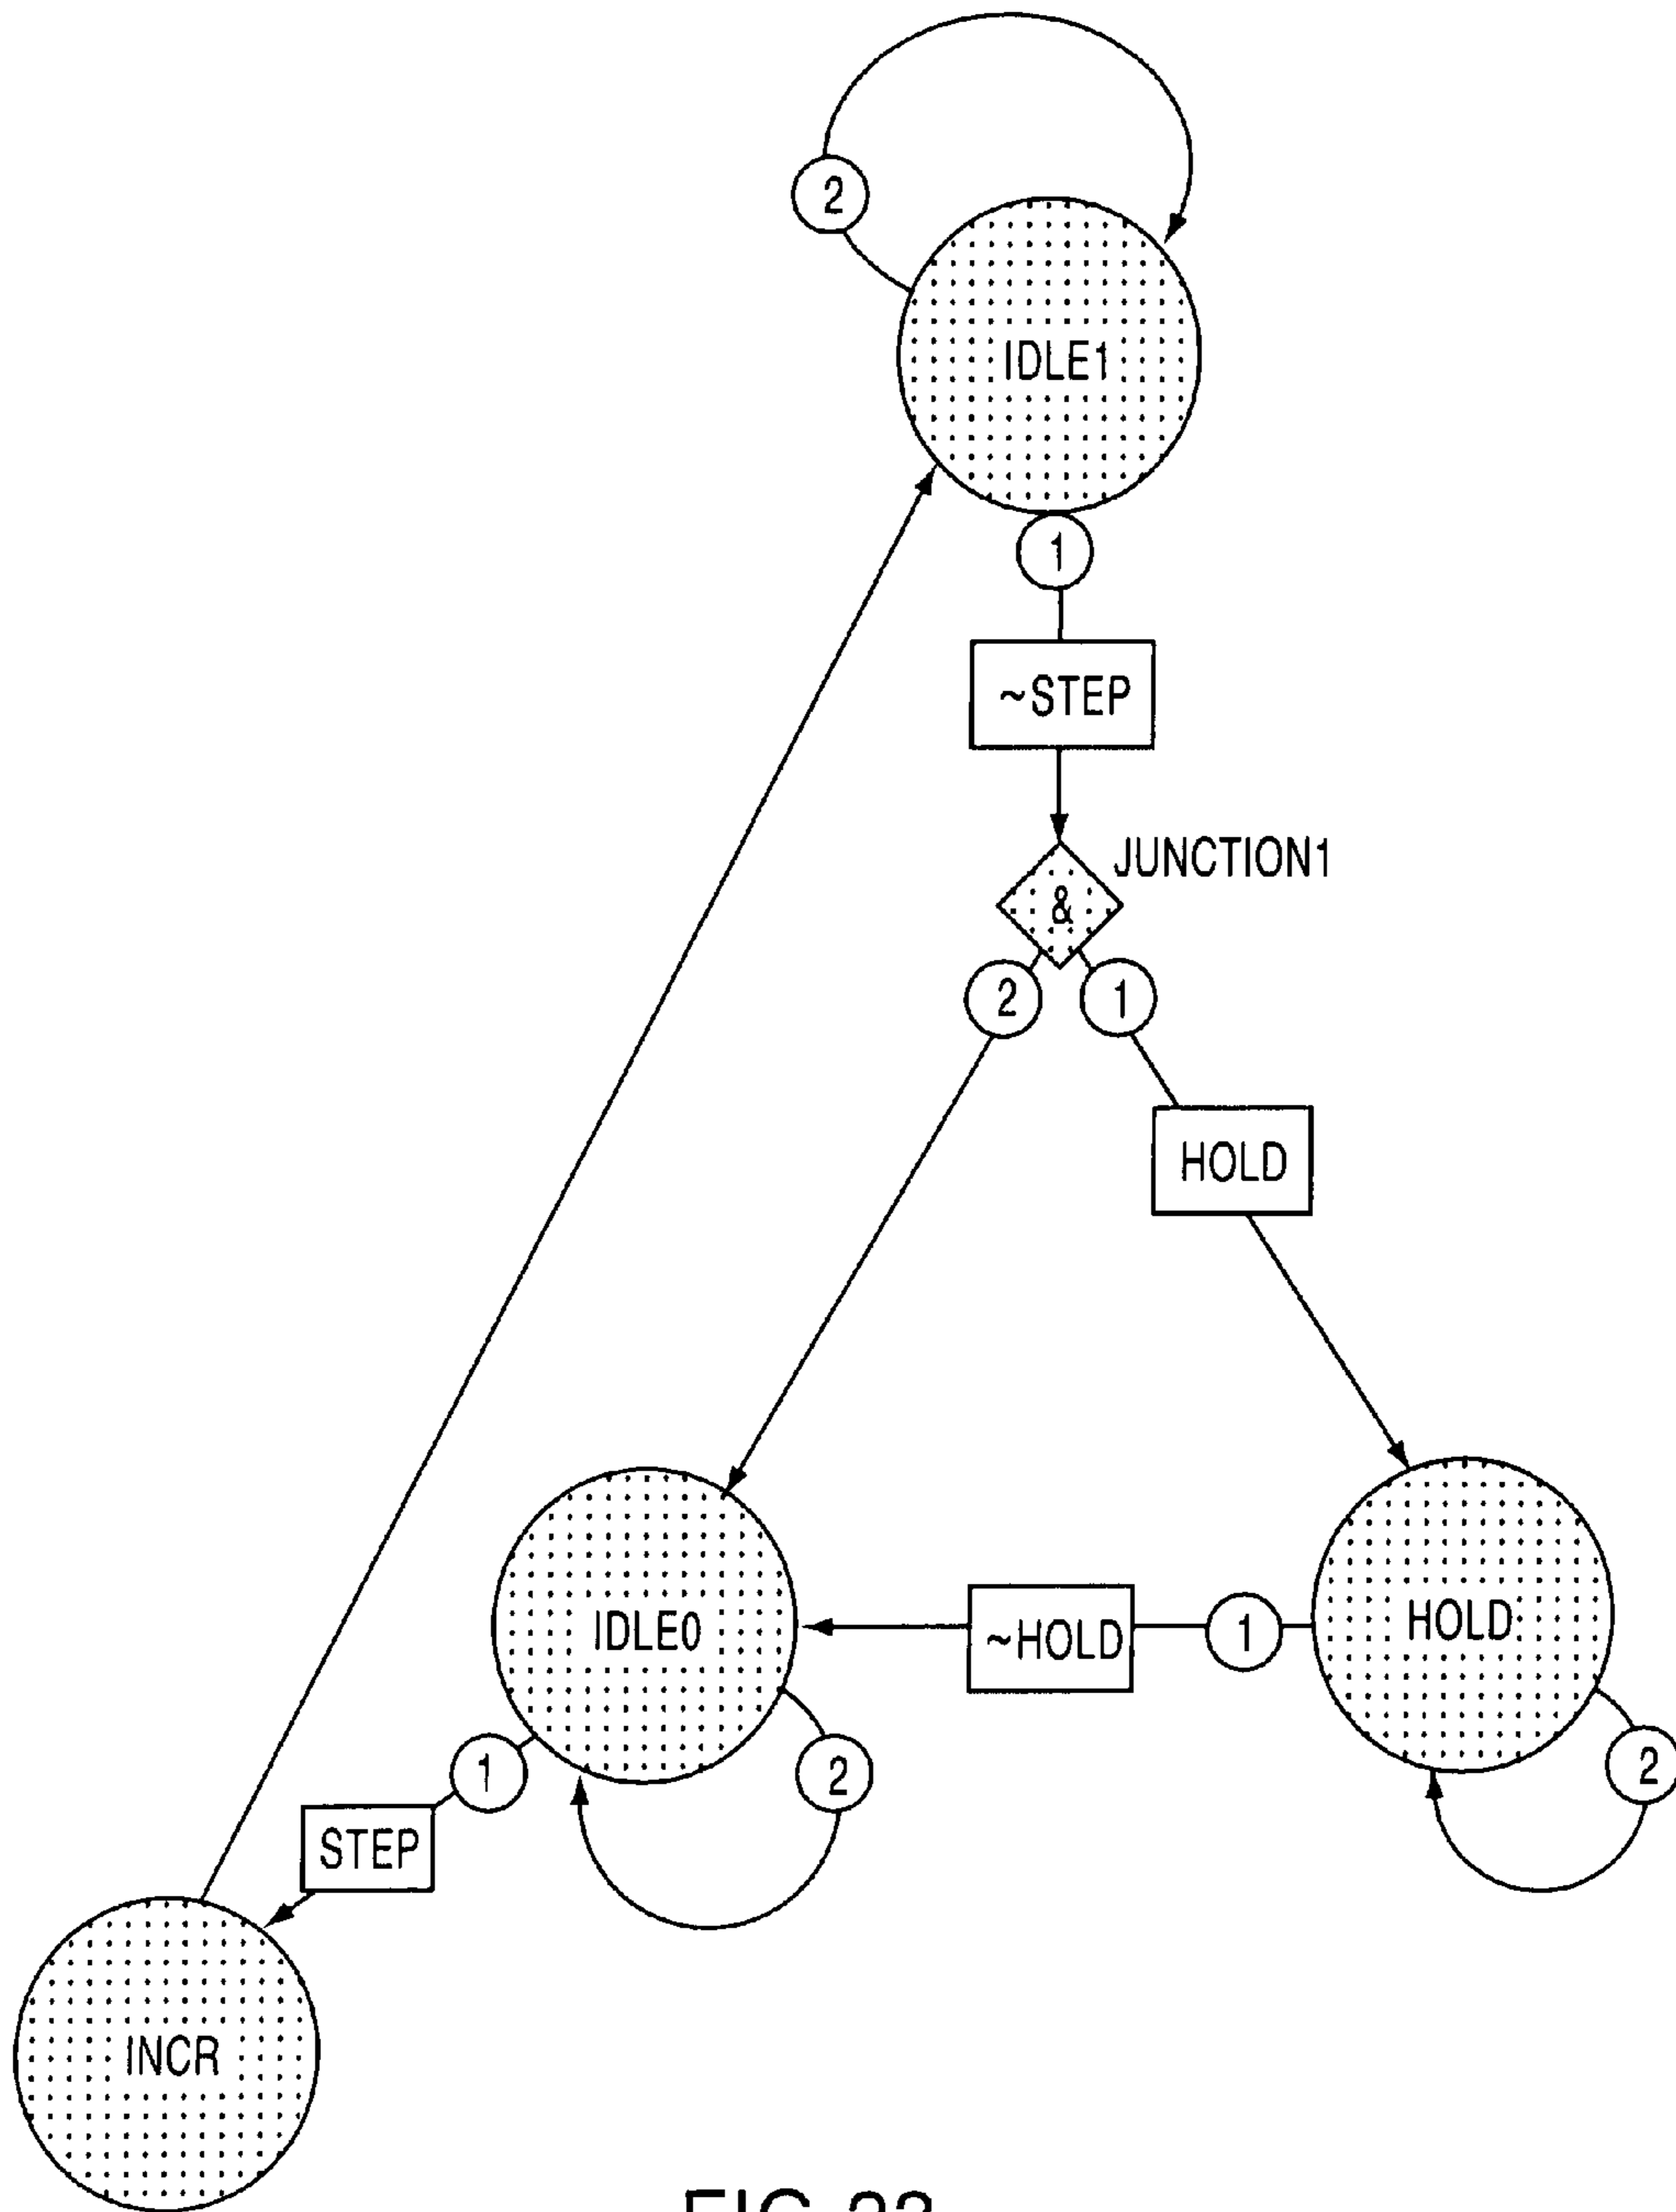 2
IDLE1
1
~STEP
JUNCTION1
&
2 1
HOLD
IDLE0
~HOLD
1
HOLD
1
2
2
STEP
INCR